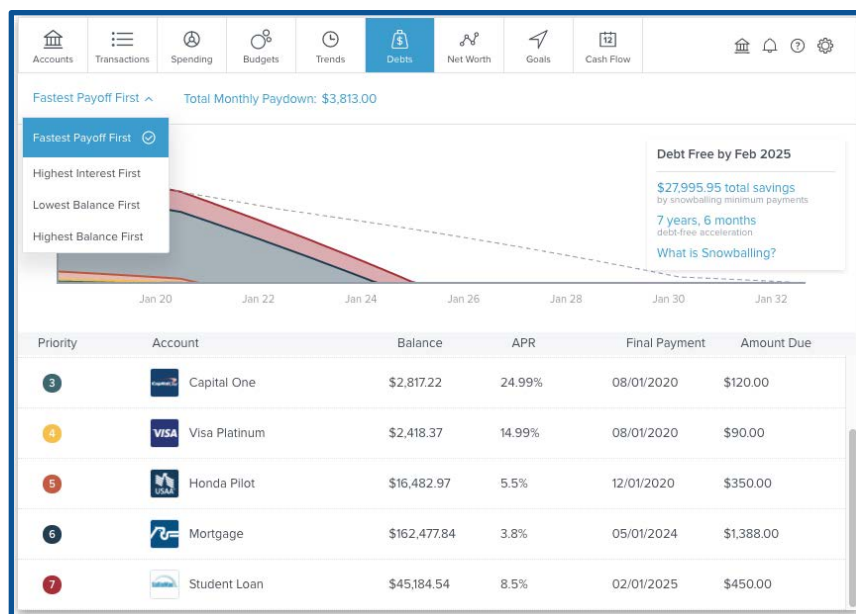 Accounts Transactions Spending Budgets Trends Debts Net Worth Goals 12 Cash Flow
Fastest Payoff First Total Monthly Paydown: $3,813.00
Fastest Payoff First
Highest Interest First
Lowest Balance First
Highest Balance First
Debt Free by Feb 2025
$27,995.95 total savings
by snowballing minimum payments
7 years, 6 months
debt-free acceleration
What is Snowballing?
Jan 20 Jan 22 Jan 24 Jan 26 Jan 28 Jan 30 Jan 32
Priority Account Balance APR Final Payment Amount Due
3 Capital One $2,817.22 24.99% 08/01/2020 $120.00
4 VISA Visa Platinum $2,418.37 14.99% 08/01/2020 $90.00
5 USAA Honda Pilot $16,482.97 5.5% 12/01/2020 $350.00
6 Mortgage $162,477.84 3.8% 05/01/2024 $1,388.00
7 Student Loan $45,184.54 8.5% 02/01/2025 $450.00